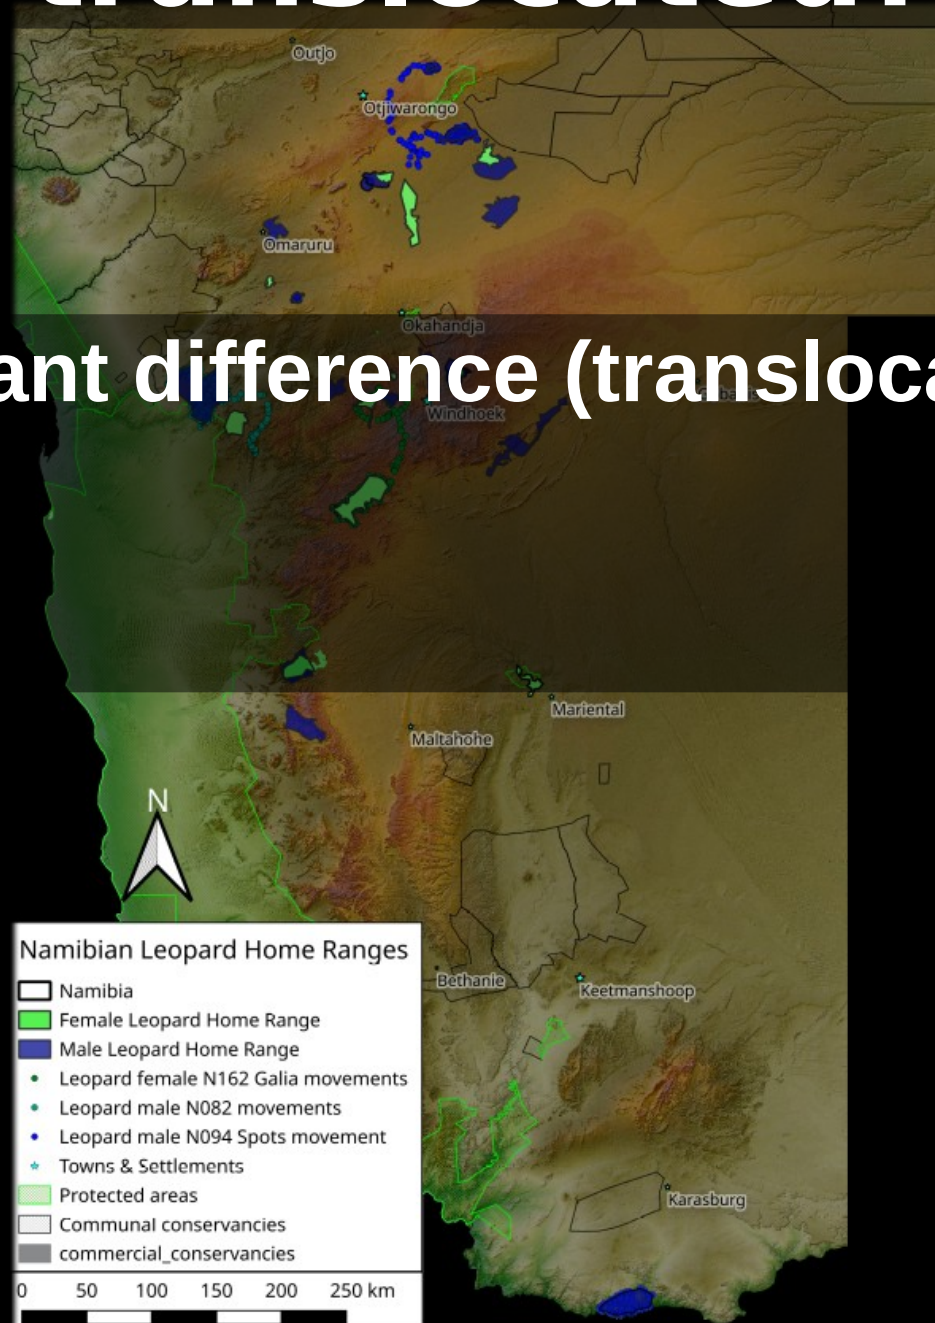 translocated
Outjo
Otjiwarongo
Omaruru
Okahandja
ant difference (transloca
Windhoek
Mariental
Maltahohe
N
Namibian Leopard Home Ranges
Bethanie
Keetmanshoop
Namibia
Female Leopard Home Range
Male Leopard Home Range
Leopard female N162 Galia movements
Leopard male N082 movements
Leopard male N094 Spots movement
Towns & Settlements
Protected areas
Karasburg
Communal conservancies
commercial_conservancies
0 50 100 150 200 250 km